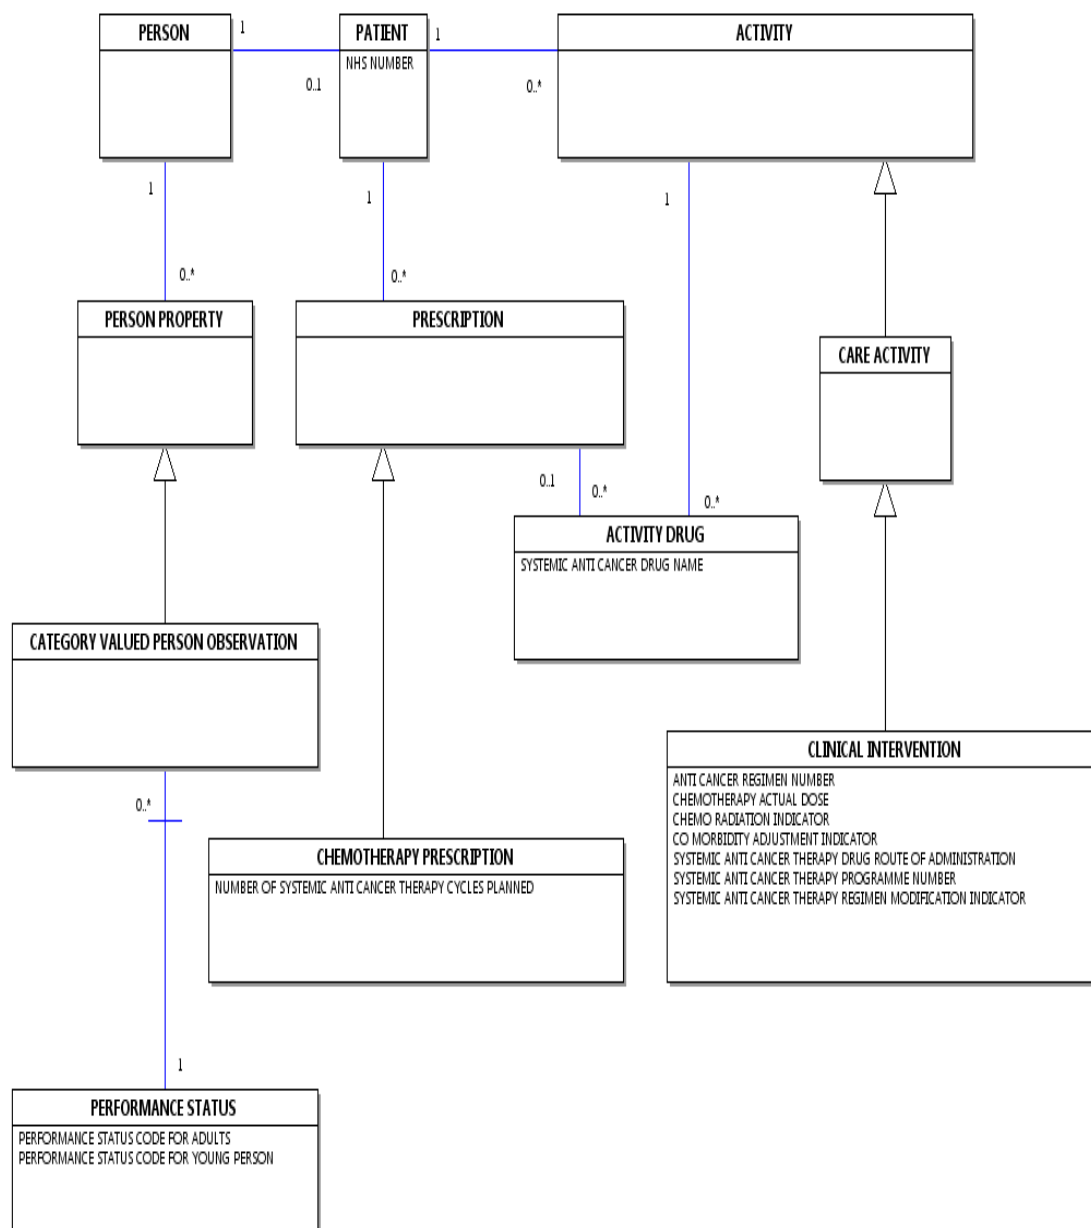 PERSON
1
0..1
PATIENT
NHS NUMBER
1
0..*
ACTIVITY
1
0..*
1
0..*
1
PERSON PROPERTY
PRESCRIPTION
CARE ACTIVITY
0..1
0..*
0..*
ACTIVITY DRUG
SYSTEMIC ANTI CANCER DRUG NAME
CATEGORY VALUED PERSON OBSERVATION
CLINICAL INTERVENTION
ANTI CANCER REGIMEN NUMBER
CHEMOTHERAPY ACTUAL DOSE
CHEMO RADIATION INDICATOR
CO MORBIDITY ADJUSTMENT INDICATOR
SYSTEMIC ANTI CANCER THERAPY DRUG ROUTE OF ADMINISTRATION
SYSTEMIC ANTI CANCER THERAPY PROGRAMME NUMBER
SYSTEMIC ANTI CANCER THERAPY REGIMEN MODIFICATION INDICATOR
0..*
CHEMOTHERAPY PRESCRIPTION
NUMBER OF SYSTEMIC ANTI CANCER THERAPY CYCLES PLANNED
1
PERFORMANCE STATUS
PERFORMANCE STATUS CODE FOR ADULTS
PERFORMANCE STATUS CODE FOR YOUNG PERSON